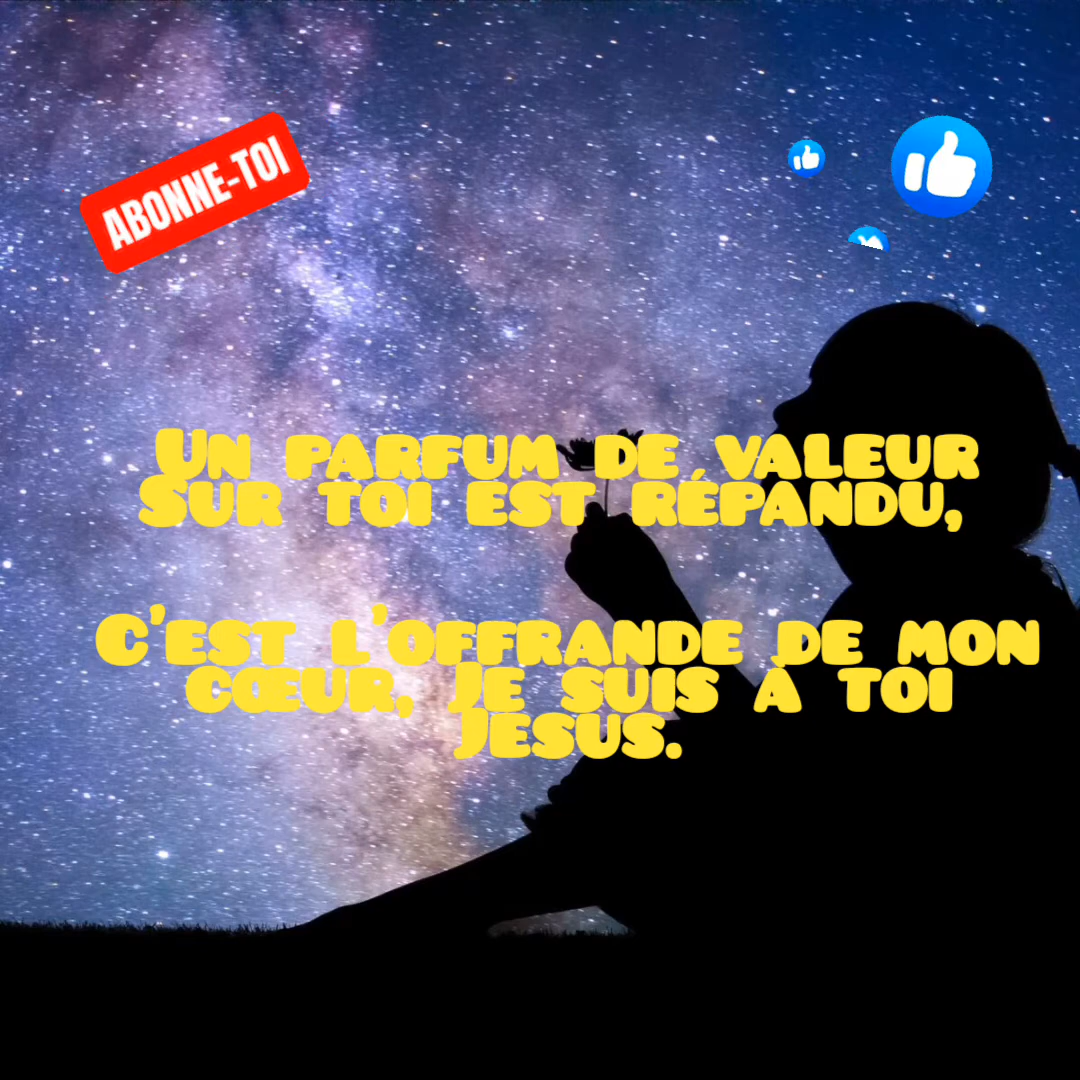 ABONNE-TOI
Un parfum de valeur
Sur toi est répandu,
C'est l'offrande de mon
cœur, Je suis à toi
Jesus.